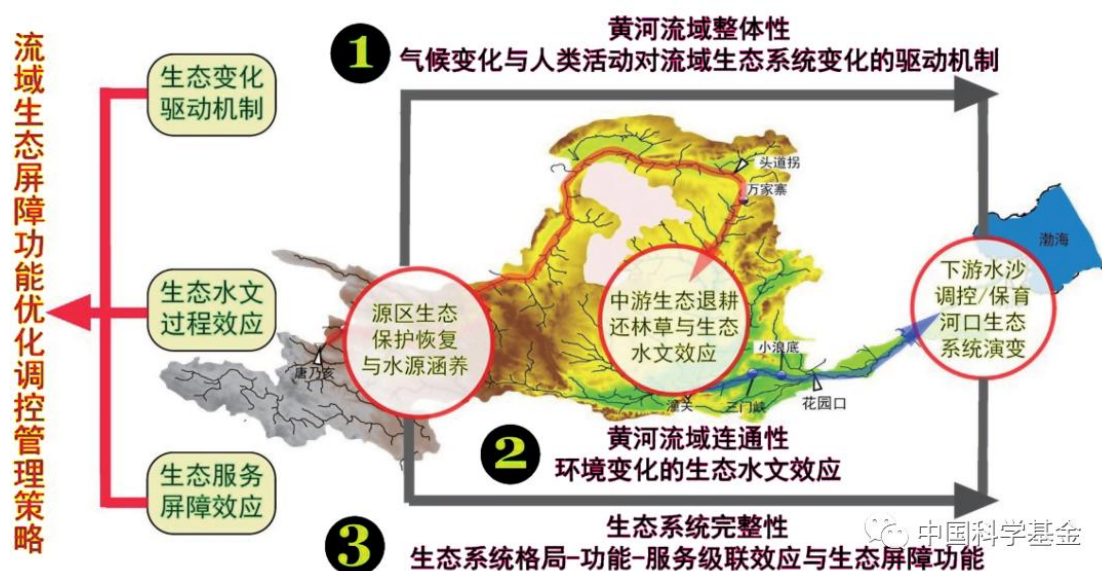 流域生态屏障功能优化调控管理策略
生态变化
驱动机制
生态水文
过程效应
生态服务
屏障效应
1
黄河流域整体性
气候变化与人类活动对流域生态系统变化的驱动机制
头道拐
万家寨
渤海
源区生态
保护恢复
与水源涵养
唐乃亥
中游生态退耕
还林草与生态
水文效应
下游水沙
调控/保育
河口生态
系统演变
小浪底
潼关
三门峡
花园口
2
黄河流域连通性
环境变化的生态水文效应
3
生态系统完整性
生态系统格局-功能-服务级联效应与生态屏障功能
中国科学基金